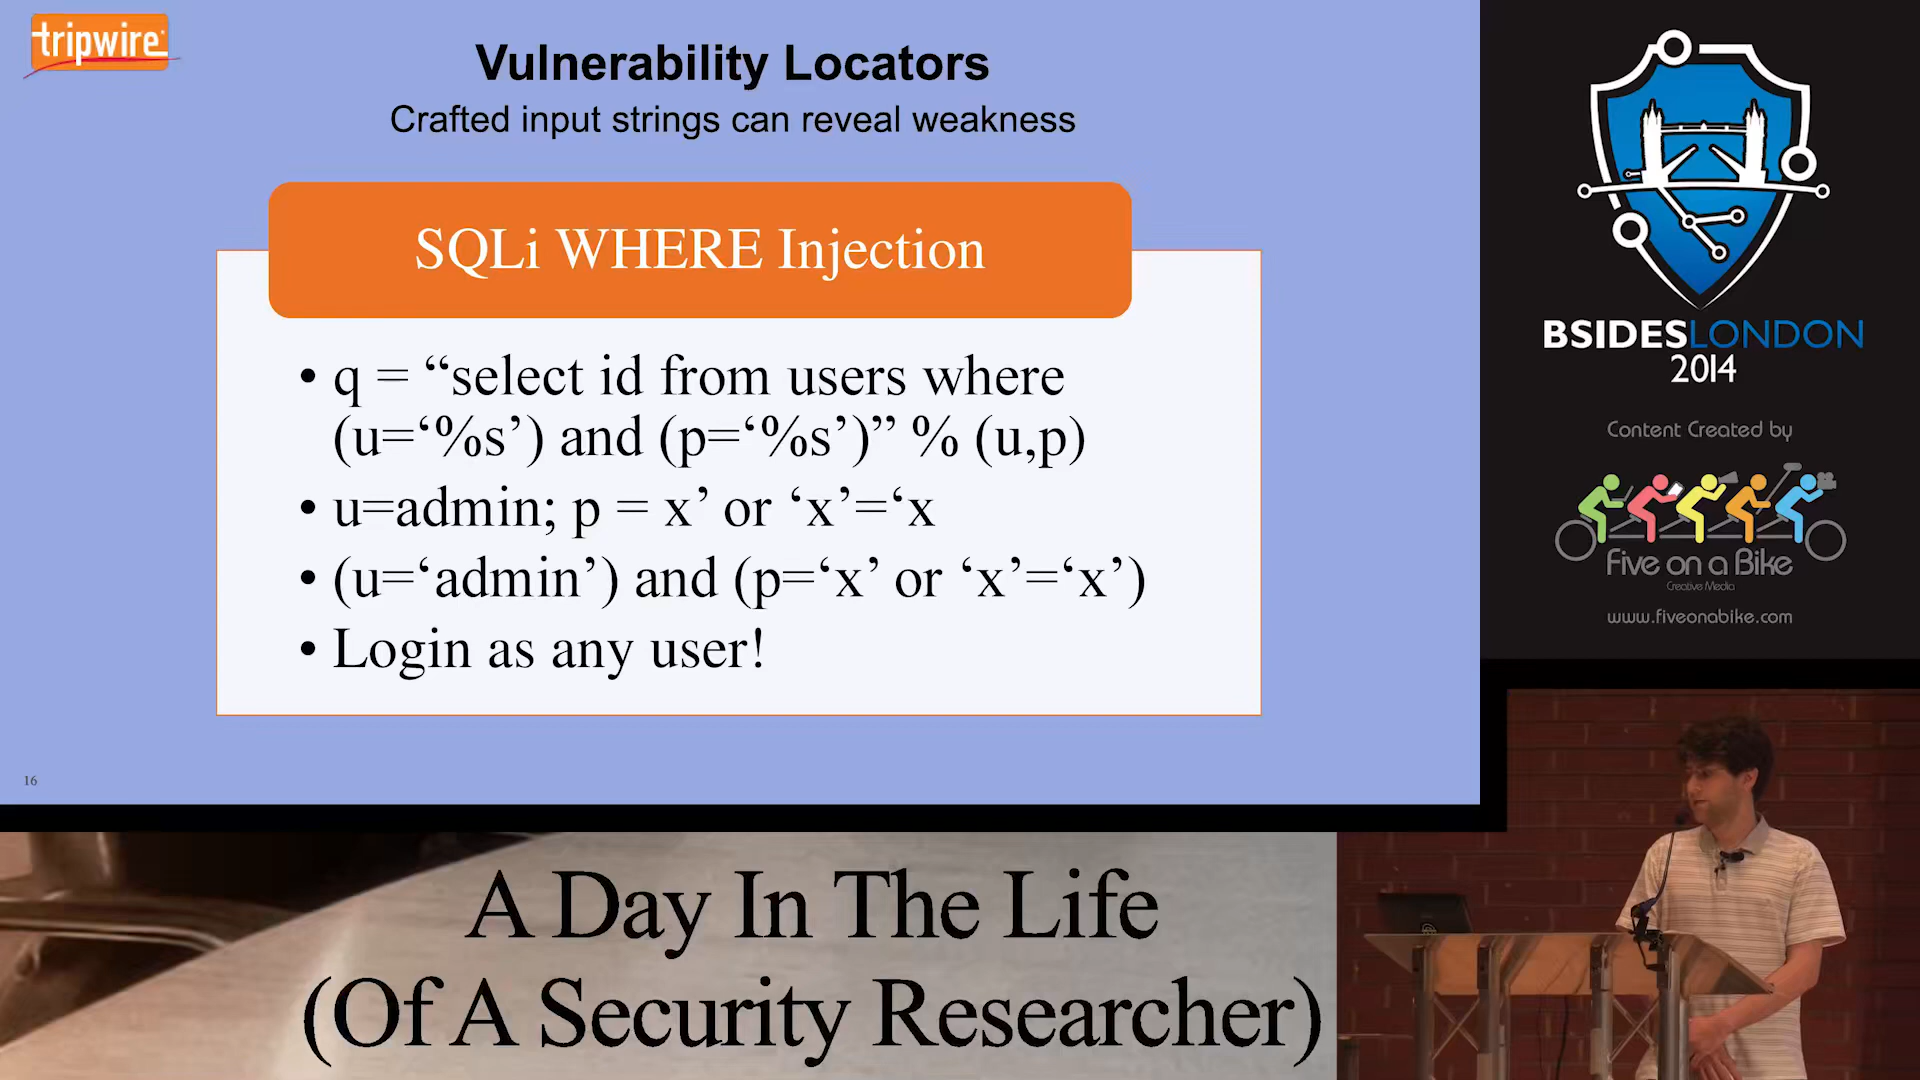 tripwire
Vulnerability Locators
Crafted input strings can reveal weakness
SQLi WHERE Injection
• q = “select id from users where
(u=‘%s’) and (p=‘%s’)” % (u,p)
• u=admin; p = x’ or ‘x’=‘x
• (u=‘admin’) and (p=‘x’ or ‘x’=‘x’)
• Login as any user!
16
BSIDESLONDON
2014
Content Created by
Five on a Bike
Creative Media
www.fiveonabike.com
A Day In The Life
(Of A Security Researcher)